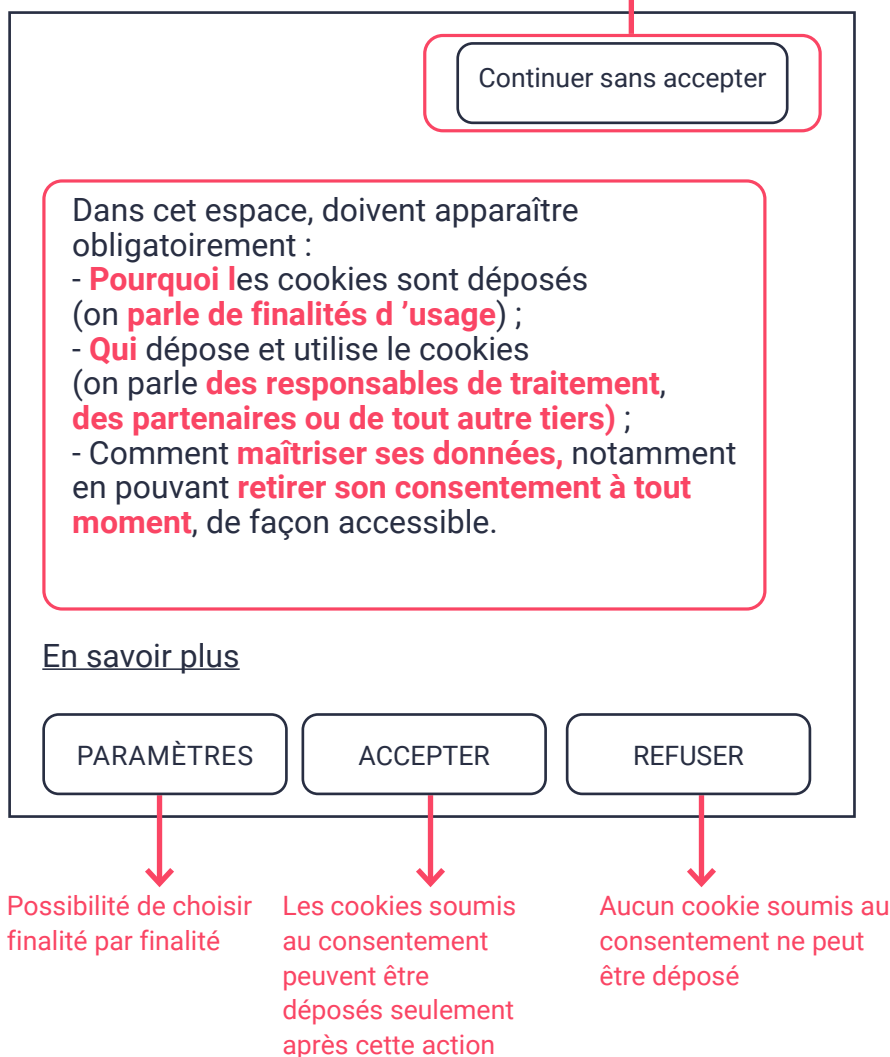 Continuer sans accepter
Dans cet espace, doivent apparaître
obligatoirement :
- Pourquoi les cookies sont déposés
(on parle de finalités d ’usage) ;
- Qui dépose et utilise le cookies
(on parle des responsables de traitement,
des partenaires ou de tout autre tiers) ;
- Comment maîtriser ses données, notamment
en pouvant retirer son consentement à tout
moment, de façon accessible.
En savoir plus
PARAMÈTRES
ACCEPTER
REFUSER
Possibilité de choisir
finalité par finalité
Les cookies soumis
au consentement
peuvent être
déposés seulement
après cette action
Aucun cookie soumis au
consentement ne peut
être déposé